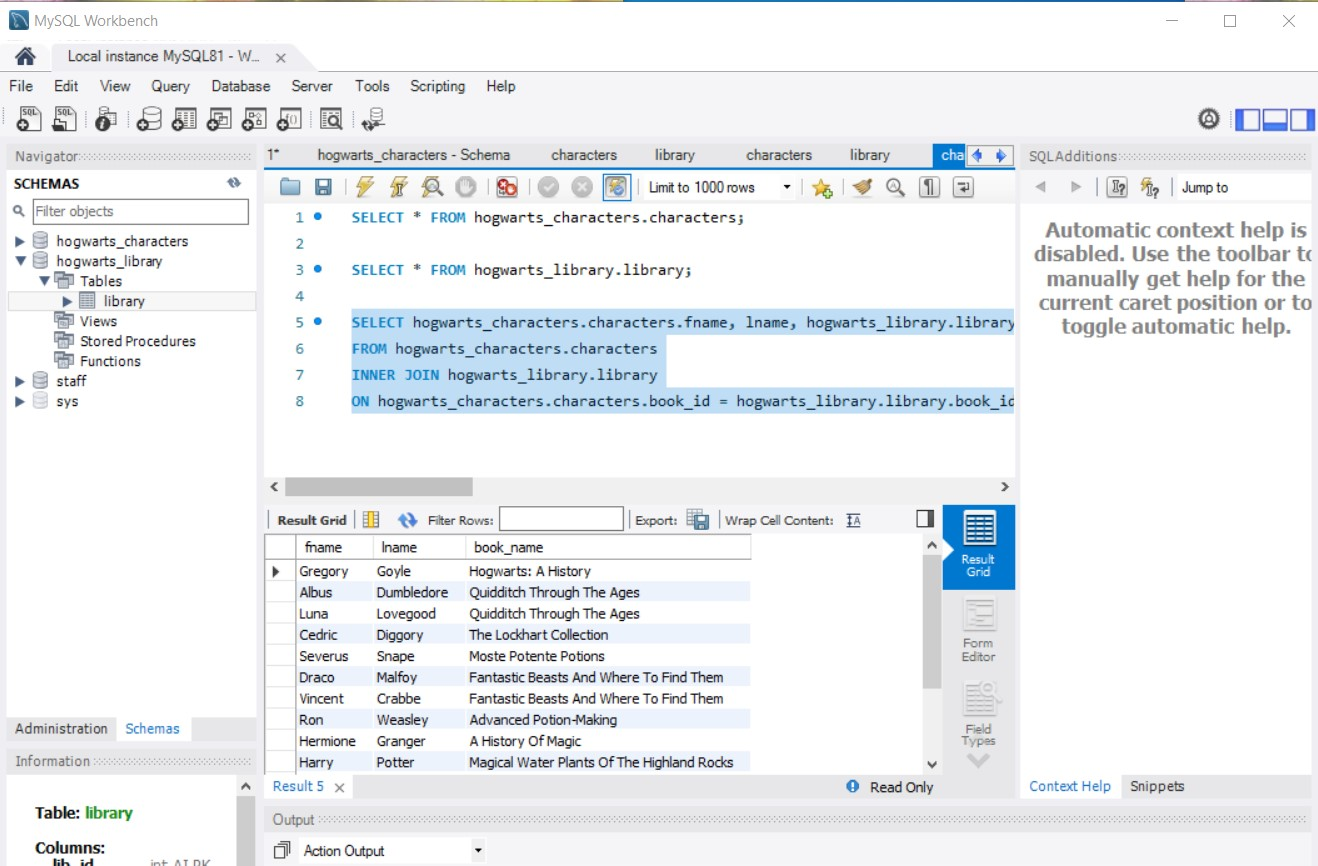 MySQL Workbench
Local instance MySQL81 - W...
File Edit View Query Database Server Tools Scripting Help
Navigator
SCHEMAS
Filter objects
hogwarts_characters
hogwarts_library
Tables
library
Views
Stored Procedures
Functions
staff
sys
Administration Schemas
Information
Table: library
Columns:
lib_id int AI PK
1* hogwarts_characters - Schema characters library characters library cha
Limit to 1000 rows
1 SELECT * FROM hogwarts_characters.characters;
2
3 SELECT * FROM hogwarts_library.library;
4
5 SELECT hogwarts_characters.characters.fname, lname, hogwarts_library.library
6 FROM hogwarts_characters.characters
7 INNER JOIN hogwarts_library.library
8 ON hogwarts_characters.characters.book_id = hogwarts_library.library.book_id
Result Grid Filter Rows: Export: Wrap Cell Content: IA
fname lname book_name
Gregory Goyle Hogwarts: A History
Albus Dumbledore Quidditch Through The Ages
Luna Lovegood Quidditch Through The Ages
Cedric Diggory The Lockhart Collection
Severus Snape Moste Potente Potions
Draco Malfoy Fantastic Beasts And Where To Find Them
Vincent Crabbe Fantastic Beasts And Where To Find Them
Ron Weasley Advanced Potion-Making
Hermione Granger A History Of Magic
Harry Potter Magical Water Plants Of The Highland Rocks
Result
Grid
Form
Editor
Field
Types
Result 5
Read Only
Output
Action Output
SQLAdditions
Jump to
Automatic context help is
disabled. Use the toolbar to
manually get help for the
current caret position or to
toggle automatic help.
Context Help Snippets